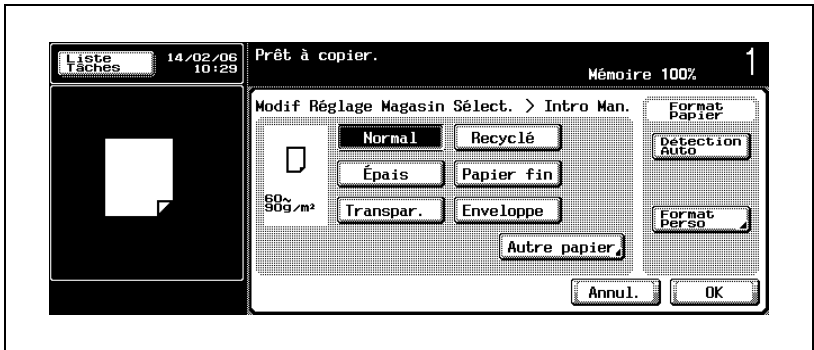 Liste
Tâches
14/02/06
10:29
Prêt à copier.
Mémoire 100%
1
Modif Réglage Magasin Sélect. > Intro Man.
Format
Papier
Normal
Recyclé
Détection
Auto
Épais
Papier fin
60~
90g/m²
Transpar.
Enveloppe
Format
Perso
Autre papier
Annul.
OK